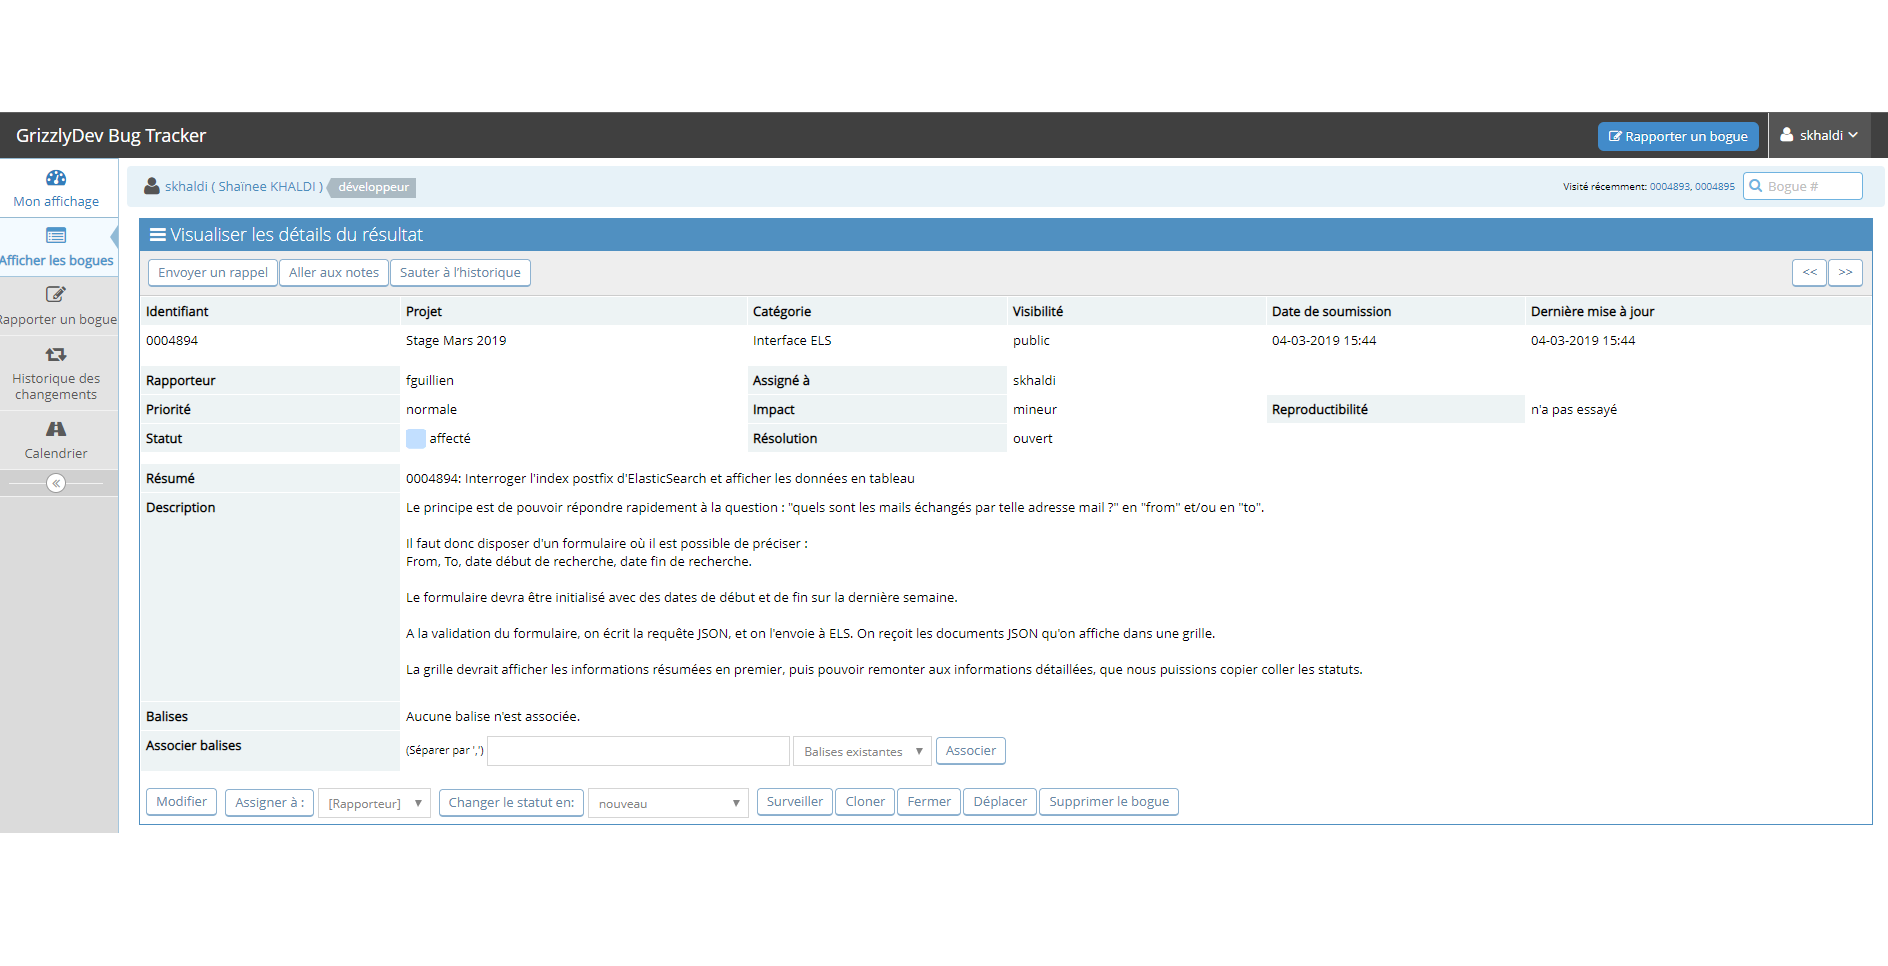 GrizzlyDev Bug Tracker
Rapporter un bogue
skhaldi
Mon affichage
skhaldi ( Shaïnee KHALDI ) développeur
Visité récemment: 0004893, 0004895
Bogue #
Afficher les bogues
Rapporter un bogue
Historique des
changements
Calendrier
Visualiser les détails du résultat
Envoyer un rappel Aller aux notes Sauter à l'historique << >>
Identifiant Projet Catégorie Visibilité Date de soumission Dernière mise à jour
0004894 Stage Mars 2019 Interface ELS public 04-03-2019 15:44 04-03-2019 15:44
Rapporteur fguillien Assigné à skhaldi
Priorité normale Impact mineur Reproductibilité n'a pas essayé
Statut affecté Résolution ouvert
Résumé 0004894: Interroger l'index postfix d'ElasticSearch et afficher les données en tableau
Description Le principe est de pouvoir répondre rapidement à la question : "quels sont les mails échangés par telle adresse mail ?" en "from" et/ou en "to".
Il faut donc disposer d'un formulaire où il est possible de préciser :
From, To, date début de recherche, date fin de recherche.
Le formulaire devra être initialisé avec des dates de début et de fin sur la dernière semaine.
A la validation du formulaire, on écrit la requête JSON, et on l'envoie à ELS. On reçoit les documents JSON qu'on affiche dans une grille.
La grille devrait afficher les informations résumées en premier, puis pouvoir remonter aux informations détaillées, que nous puissions copier coller les statuts.
Balises Aucune balise n'est associée.
Associer balises (Séparer par ',') Balises existantes Associer
Modifier Assigner à : [Rapporteur] Changer le statut en: nouveau Surveiller Cloner Fermer Déplacer Supprimer le bogue